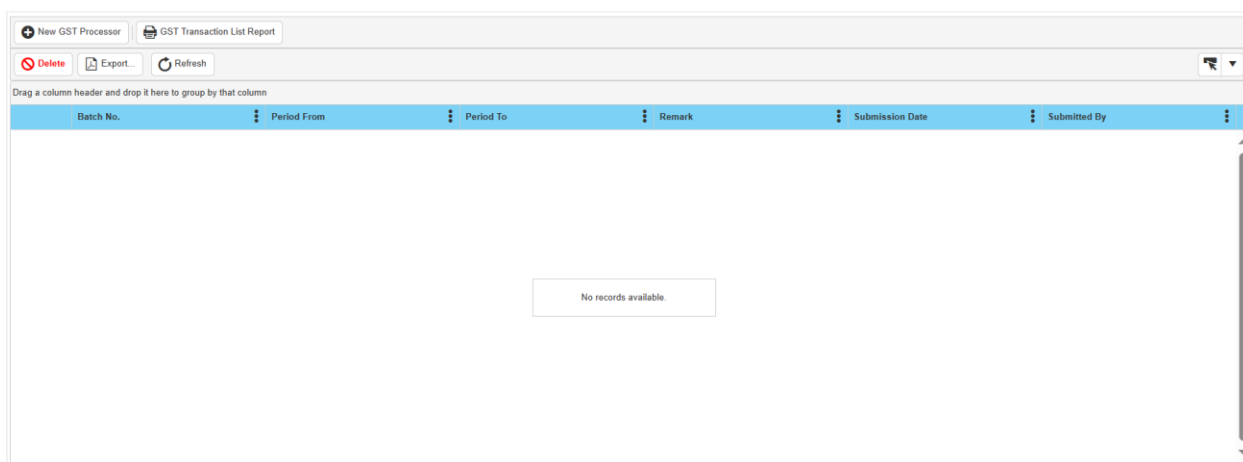 New GST Processor GST Transaction List Report
Delete Export... Refresh
Drag a column header and drop it here to group by that column
Batch No. Period From Period To Remark Submission Date Submitted By
No records available.